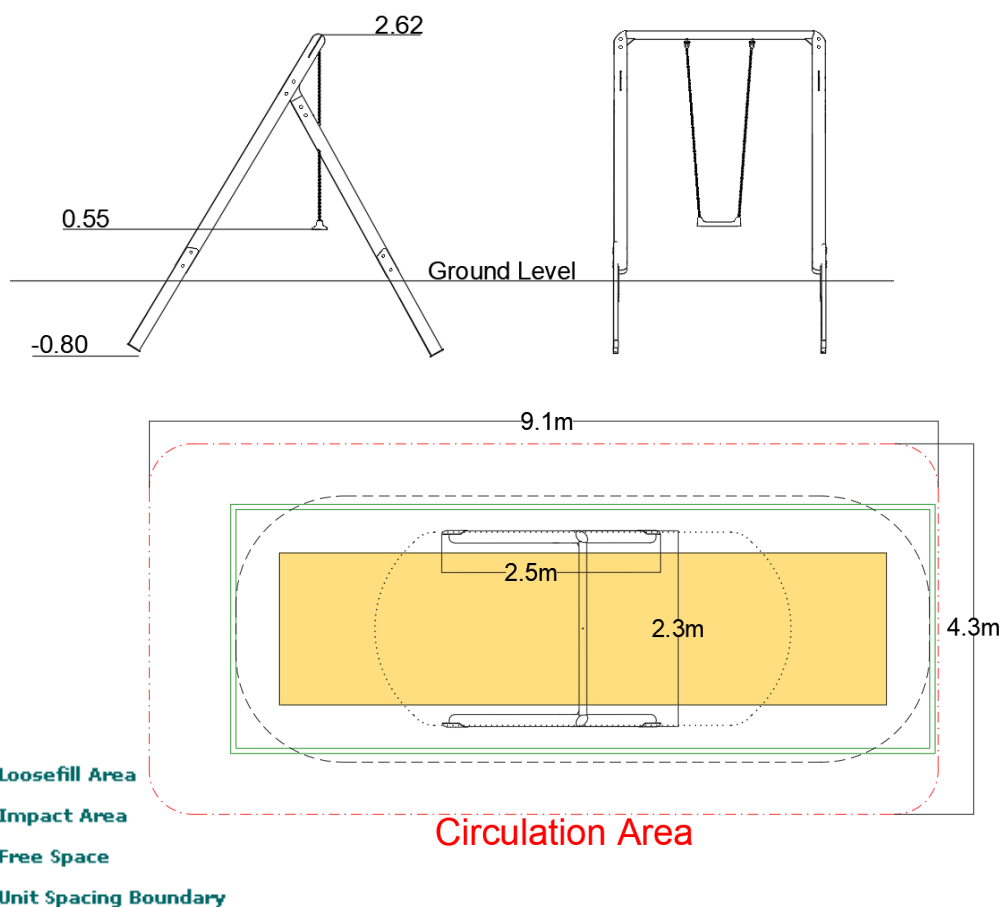 2.62
0.55
Ground Level
-0.80
9.1m
2.5m
2.3m
4.3m
Loosefill Area
Impact Area
Circulation Area
Free Space
Unit Spacing Boundary